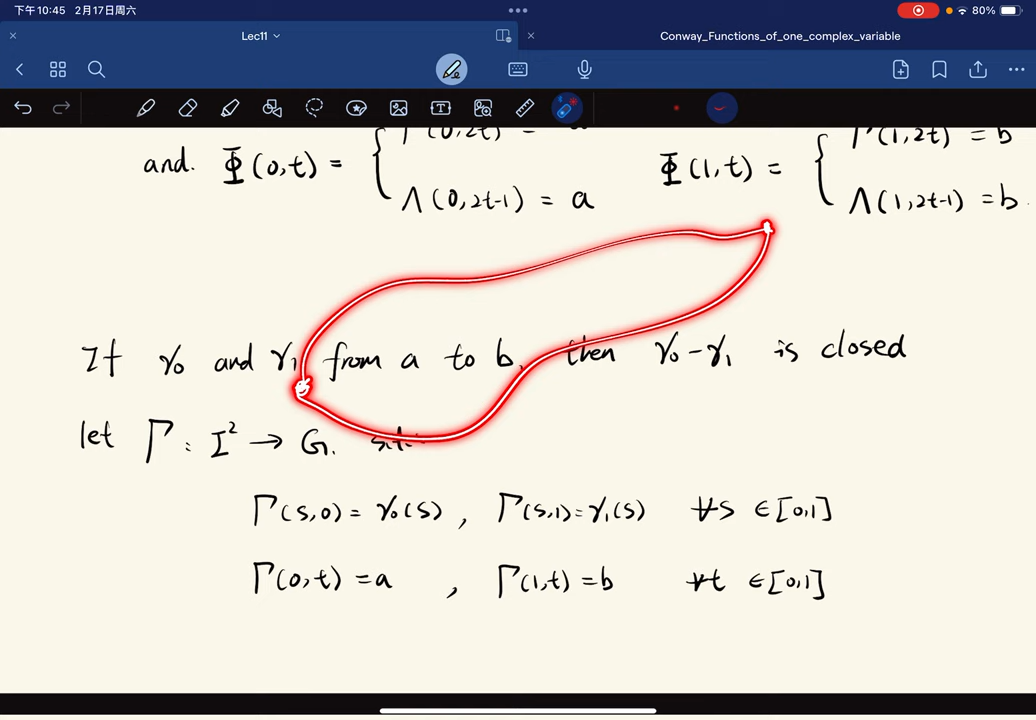 下午10:45 2月17日周六
80%
Lec11
Conway_Functions_of_one_complex_variable
and. Φ(0,t) = { Γ(0,2t) =
Λ(0,2t-1) = a
Φ(1,t) = { Γ(1,2t) = b
Λ(1,2t-1) = b.
If γ0 and γ1 from a to b, then γ0-γ1 is closed
let Γ: I² → G.
Γ(s,0) = γ0(s), Γ(s,1) = γ1(s) ∀s ∈ [0,1]
Γ(0,t) = a, Γ(1,t) = b ∀t ∈ [0,1]